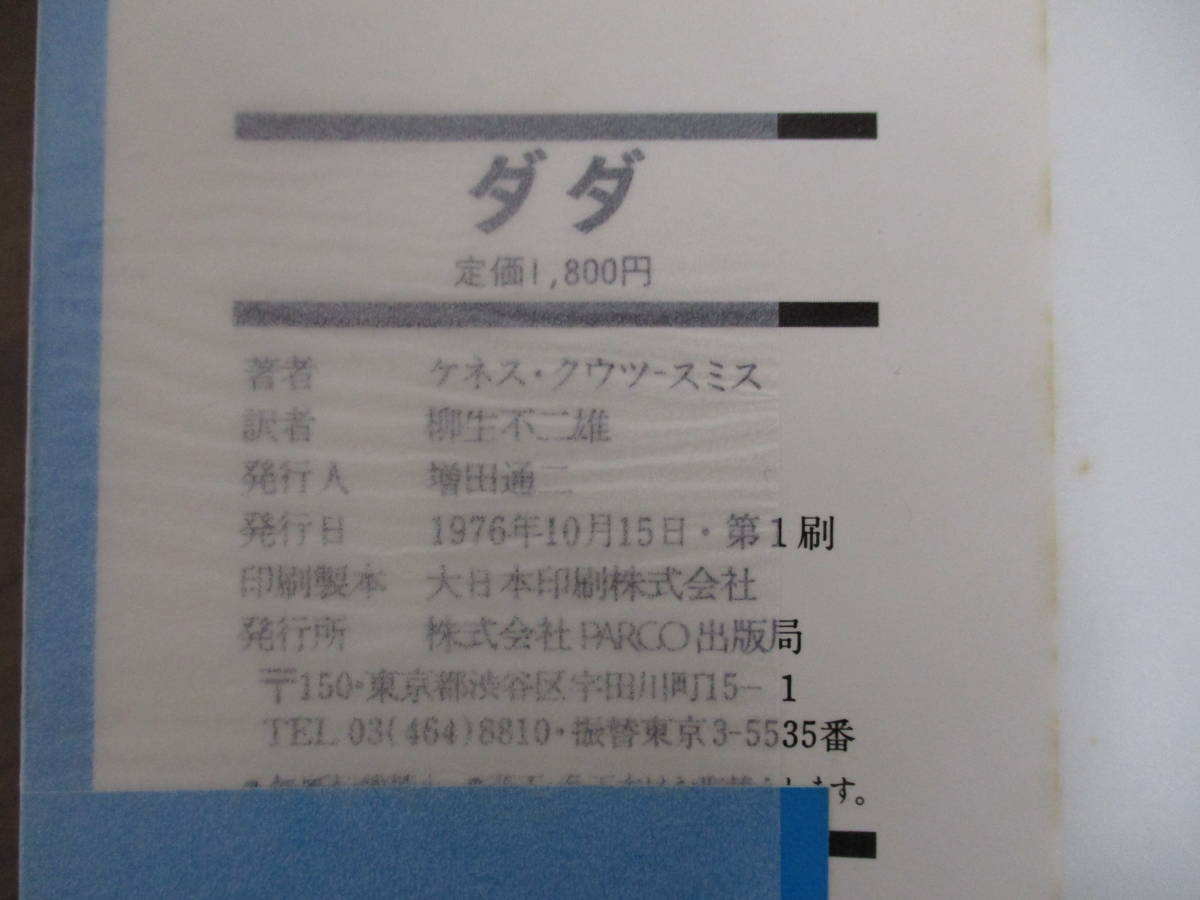 ダダ
定価1,800円
著者 ケネス・クウツ-スミス
訳者 柳生不二雄
発行人 増田通二
発行日 1976年10月15日・第1刷
印刷製本 大日本印刷株式会社
発行所 株式会社PARCO出版局
〒150・東京都渋谷区宇田川町15-1
TEL 03(464)8810・振替東京3-5535番
します。